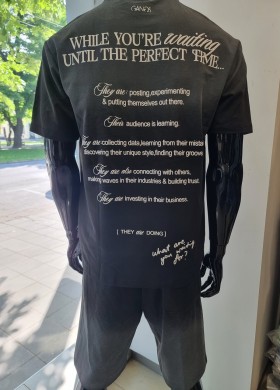 WHILE YOU'RE waiting
UNTIL THE PERFECT TIME...
They are: posting,experimenting
& putting themselves out there.
Their audience is learning.
They are collecting data,learning from their mistakes
discovering their unique style,finding their groove.
They are also connecting with others,
making waves in their industries & building trust.
They are investing in their business.
[ THEY are DOING ]
what are
you waiting
for?